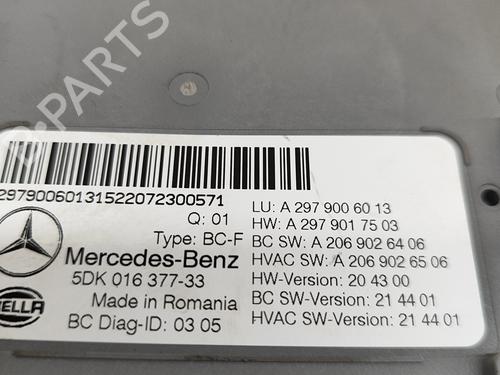 B-PARTS
29790060131522072300571
Q: 01
Type: BC-F
Mercedes-Benz
5DK 016 377-33
HELLA
Made in Romania
BC Diag-ID: 03 05
LU: A 297 900 60 13
HW: A 297 901 75 03
BC SW: A 206 902 64 06
HVAC SW: A 206 902 65 06
HW-Version: 20 43 00
BC SW-Version: 21 44 01
HVAC SW-Version: 21 44 01